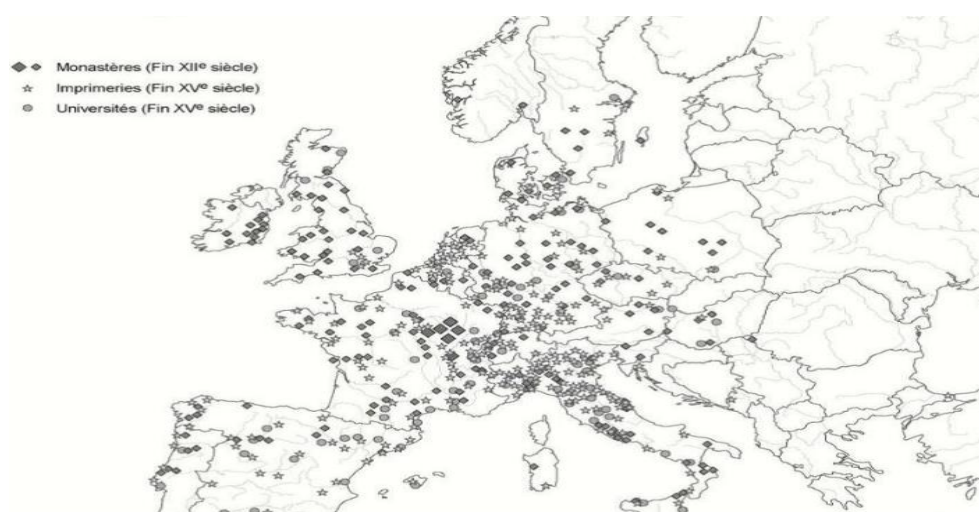 Monastères (Fin XIIe siècle)
Imprimeries (Fin XVe siècle)
Universités (Fin XVe siècle)